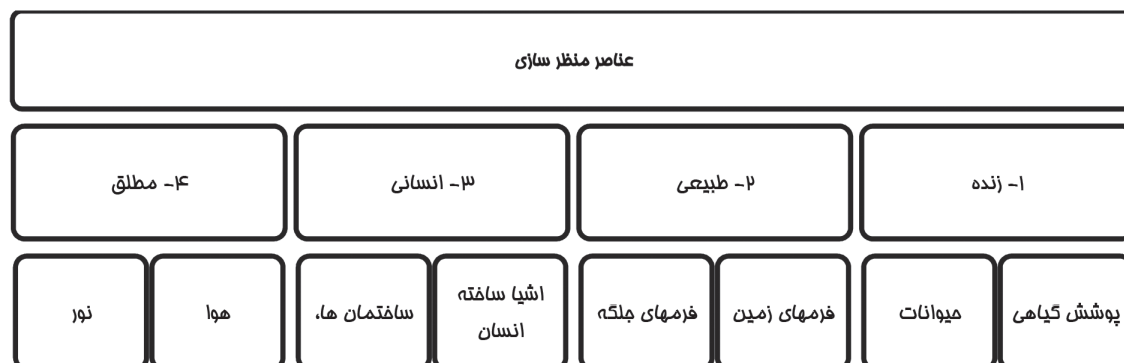 عناصر منظر سازی
۱- زنده
۲- طبیعی
۳- انسانی
۴- مطلق
پوشش گیاهی
حیوانات
فرمهای زمین
فرمهای جلگه
اشیا ساخته
انسان
ساختمان ها،
هوا
نور